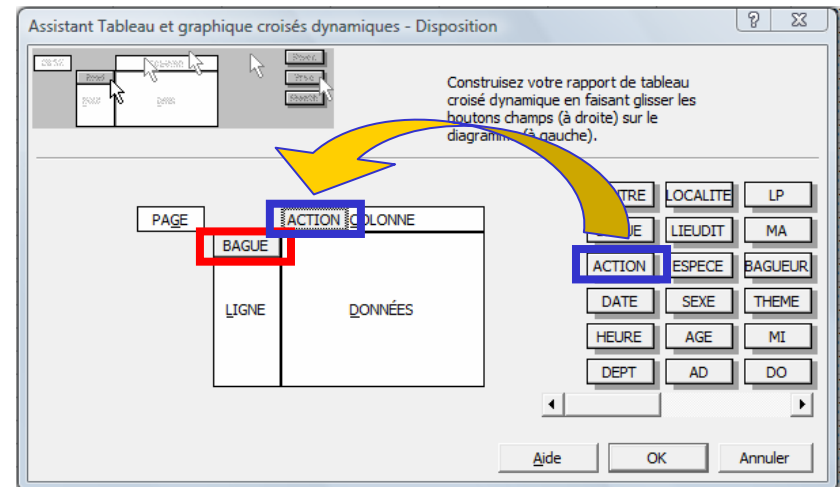 Assistant Tableau et graphique croisés dynamiques - Disposition
Construisez votre rapport de tableau
croisé dynamique en faisant glisser les
boutons champs (à droite) sur le
diagramme (à gauche).
PAGE
ACTION COLONNE
BAGUE
LIGNE
DONNÉES
LOCALITE LP
LIEUDIT MA
ACTION ESPECE BAGUEUR
DATE SEXE THEME
HEURE AGE MI
DEPT AD DO
Aide OK Annuler